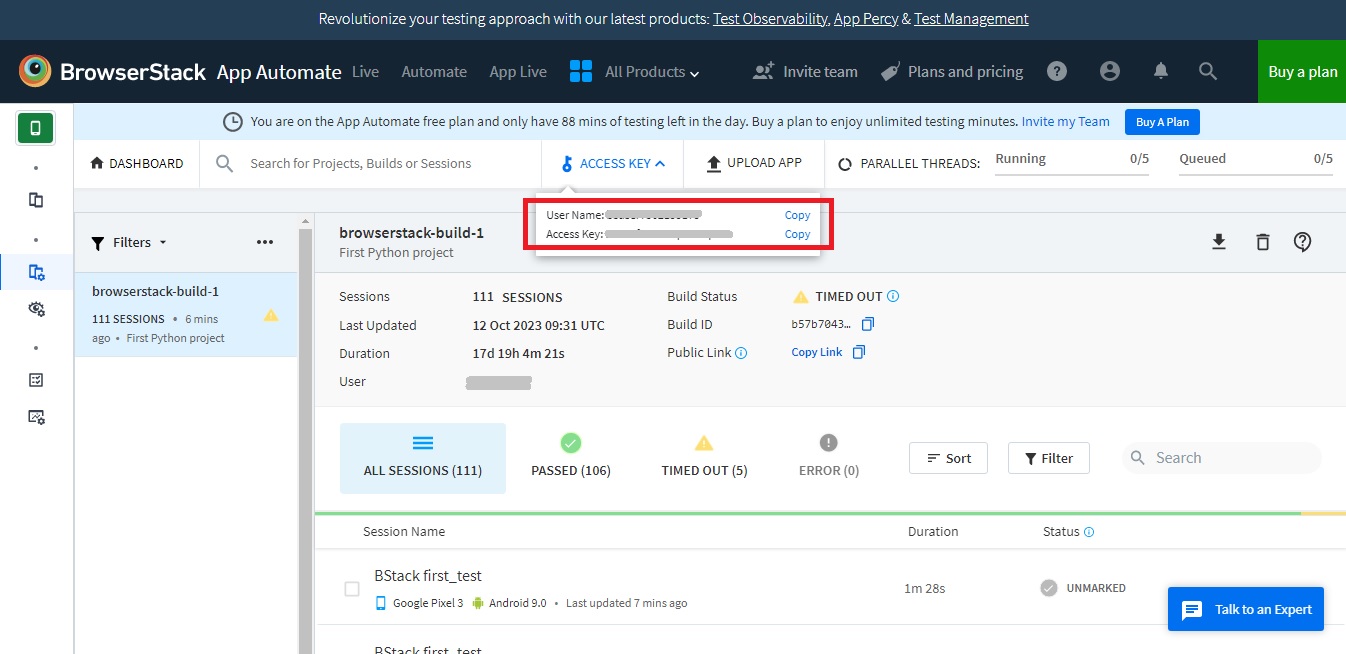 Revolutionize your testing approach with our latest products: Test Observability, App Percy & Test Management
BrowserStack App Automate Live Automate App Live All Products Invite team Plans and pricing ? Buy a plan
You are on the App Automate free plan and only have 88 mins of testing left in the day. Buy a plan to enjoy unlimited testing minutes. Invite my Team Buy A Plan
DASHBOARD Search for Projects, Builds or Sessions ACCESS KEY UPLOAD APP PARALLEL THREADS: Running 0/5 Queued 0/5
User Name: Copy
Access Key: Copy
Filters
browserstack-build-1
111 SESSIONS • 6 mins
ago • First Python project
browserstack-build-1
First Python project
Sessions 111 SESSIONS Build Status TIMED OUT
Last Updated 12 Oct 2023 09:31 UTC Build ID b57b7043...
Duration 17d 19h 4m 21s Public Link Copy Link
User
ALL SESSIONS (111) PASSED (106) TIMED OUT (5) ERROR (0) Sort Filter Search
Session Name Duration Status
BStack first_test
Google Pixel 3 Android 9.0 • Last updated 7 mins ago 1m 28s UNMARKED
Talk to an Expert
BStack first_test